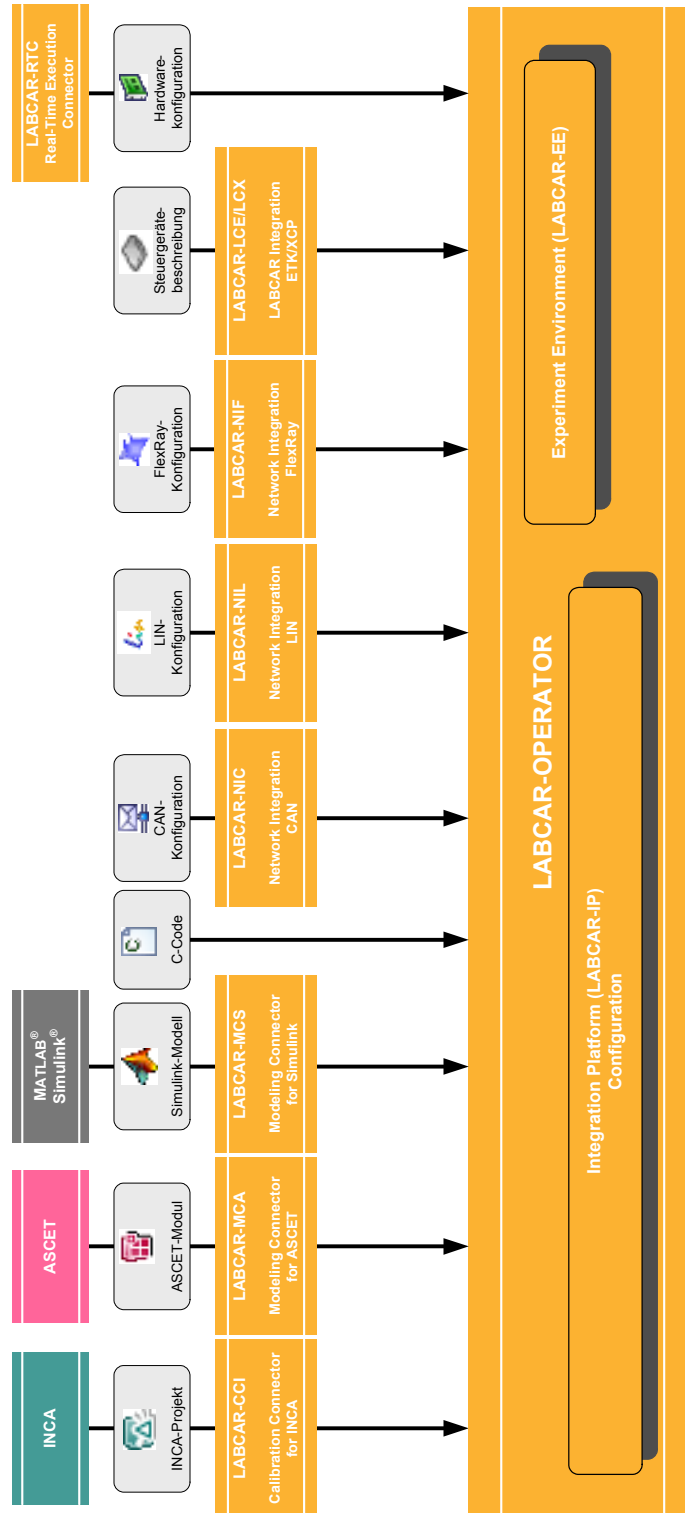 INCA
ASCET
MATLAB®
Simulink®
LABCAR-RTC
Real-Time Execution
Connector
INCA-Projekt
ASCET-Modul
Simulink-Modell
C-Code
CAN-
Konfiguration
LIN-
Konfiguration
FlexRay-
Konfiguration
Steuergeräte-
beschreibung
Hardware-
konfiguration
LABCAR-CCI
Calibration Connector
for INCA
LABCAR-MCA
Modeling Connector
for ASCET
LABCAR-MCS
Modeling Connector
for Simulink
LABCAR-NIC
Network Integration
CAN
LABCAR-NIL
Network Integration
LIN
LABCAR-NIF
Network Integration
FlexRay
LABCAR-LCE/LCX
LABCAR Integration
ETK/XCP
LABCAR-OPERATOR
Integration Platform (LABCAR-IP)
Configuration
Experiment Environment (LABCAR-EE)